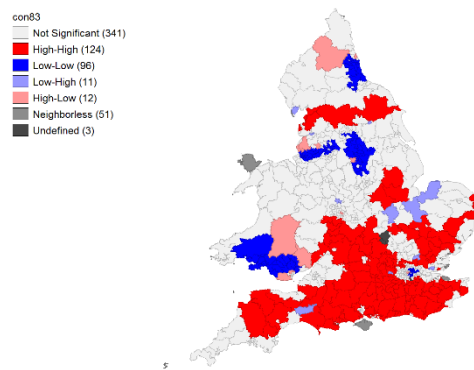 con83
Not Significant (341)
High-High (124)
Low-Low (96)
Low-High (11)
High-Low (12)
Neighborless (51)
Undefined (3)